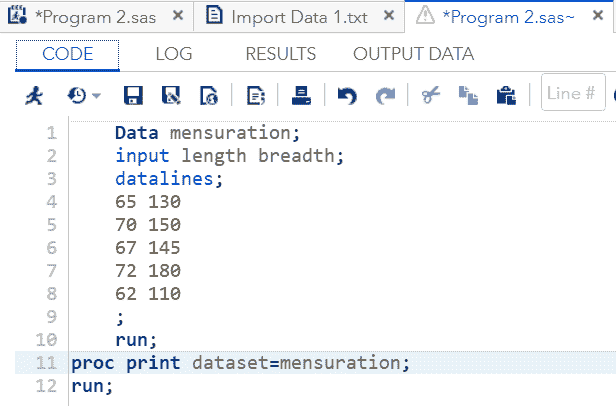 *Program 2.sas × Import Data 1.txt × *Program 2.sas~ ×
CODE LOG RESULTS OUTPUT DATA
Line #
1 Data mensuration;
2 input length breadth;
3 datalines;
4 65 130
5 70 150
6 67 145
7 72 180
8 62 110
9 ;
10 run;
11 proc print dataset=mensuration;
12 run;